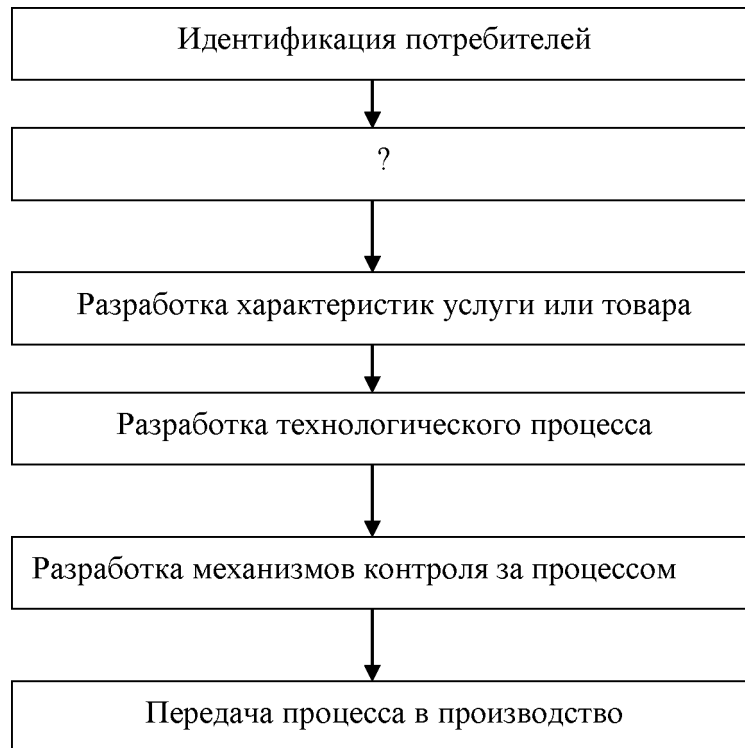 Идентификация потребителей
?
Разработка характеристик услуги или товара
Разработка технологического процесса
Разработка механизмов контроля за процессом
Передача процесса в производство